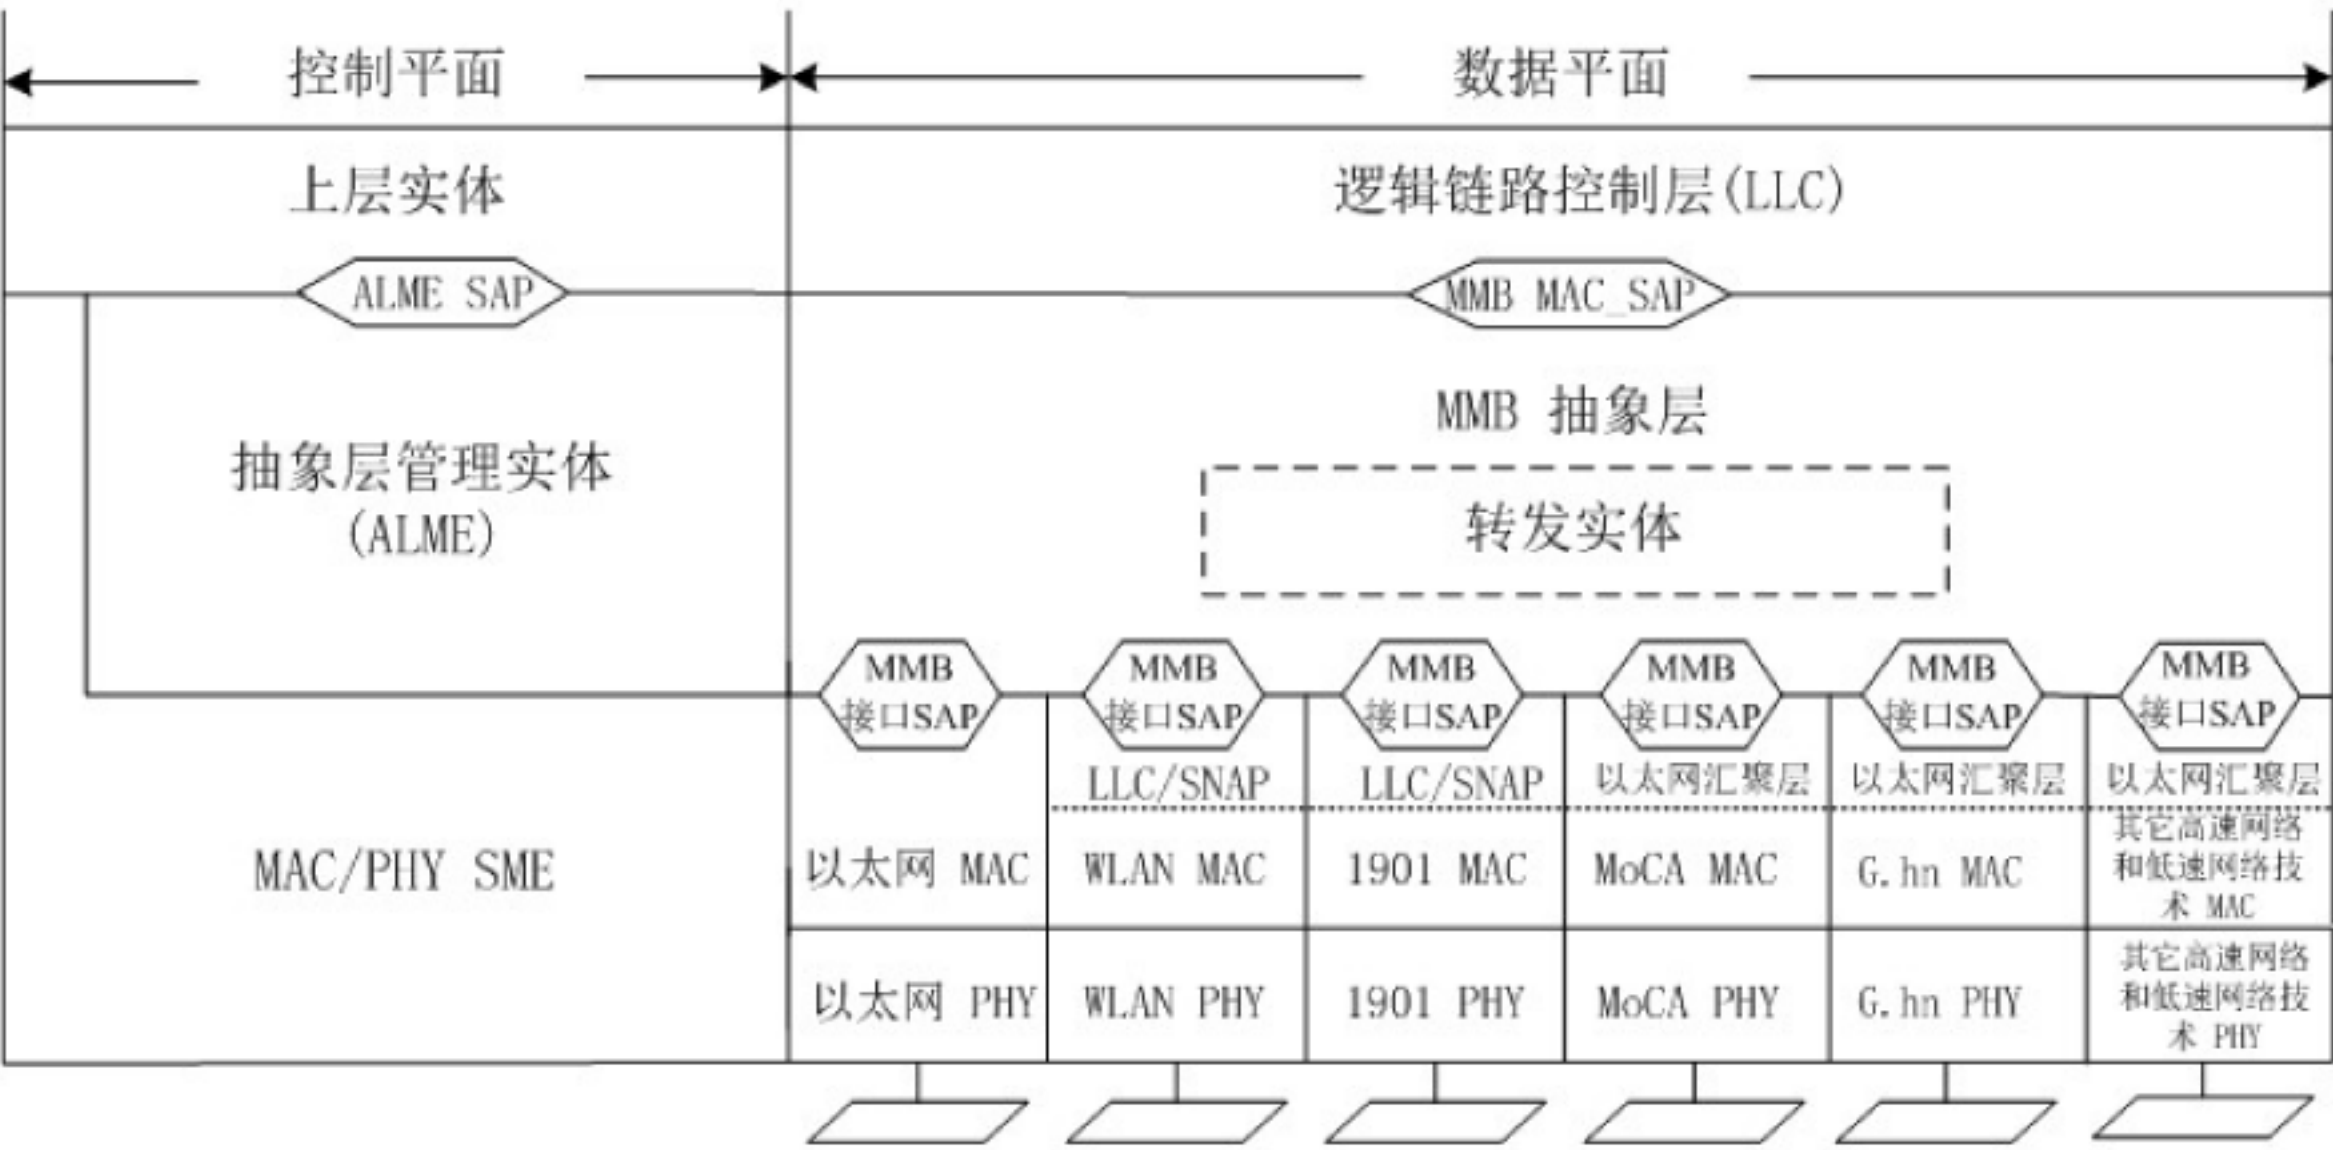 控制平面
数据平面
上层实体
逻辑链路控制层(LLC)
ALME SAP
MMB MAC_SAP
MMB 抽象层
抽象层管理实体
(ALME)
转发实体
MMB
接口SAP
MMB
接口SAP
MMB
接口SAP
MMB
接口SAP
MMB
接口SAP
MMB
接口SAP
LLC/SNAP
LLC/SNAP
以太网汇聚层
以太网汇聚层
以太网汇聚层
MAC/PHY SME
以太网 MAC
WLAN MAC
1901 MAC
MoCA MAC
G.hn MAC
其它高速网络
和低速网络技
术 MAC
以太网 PHY
WLAN PHY
1901 PHY
MoCA PHY
G.hn PHY
其它高速网络
和低速网络技
术 PHY